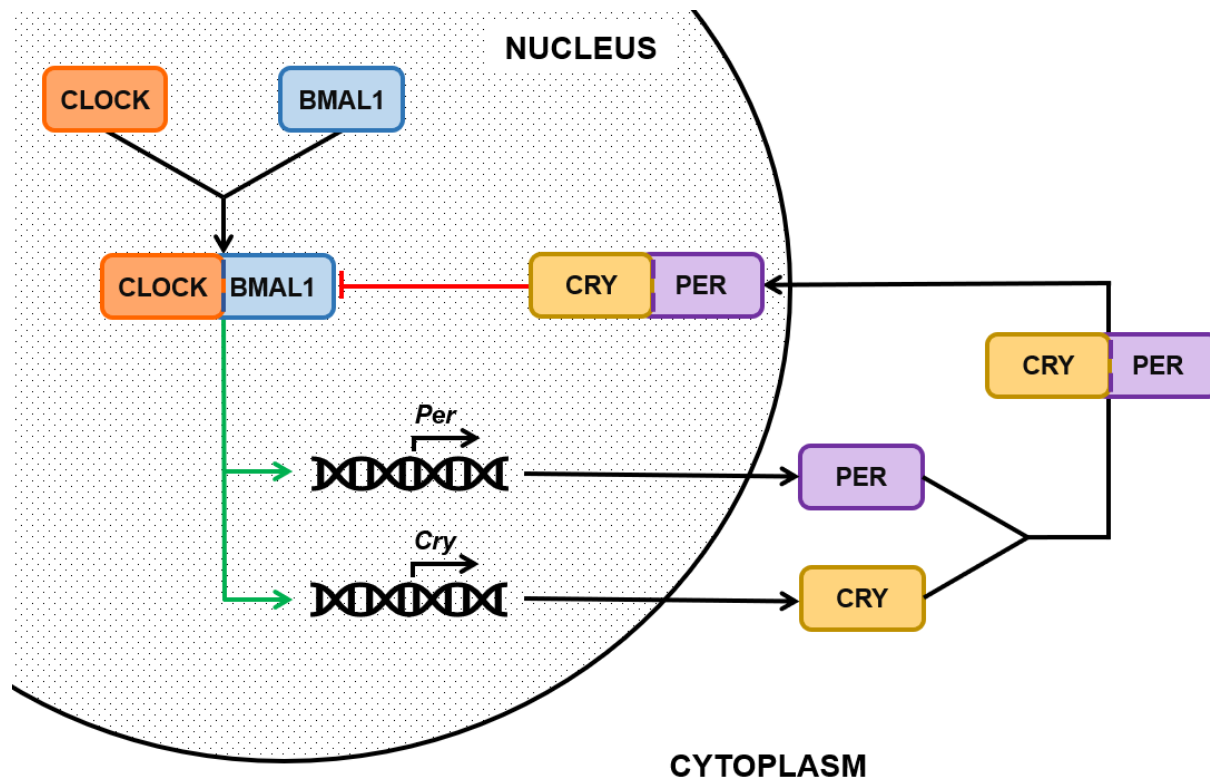 NUCLEUS
CLOCK
BMAL1
CLOCK BMAL1
CRY PER
CRY PER
Per
PER
Cry
CRY
CYTOPLASM